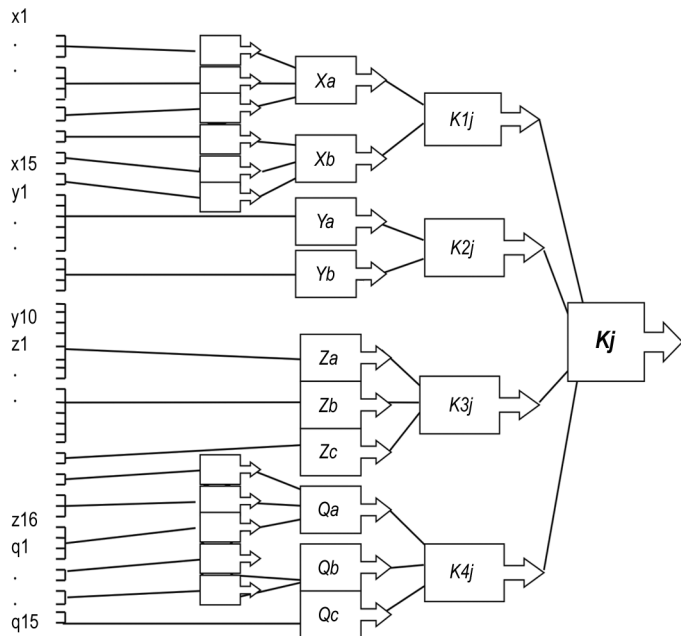 x1
.
.
x15
y1
.
.
y10
z1
.
.
z16
q1
.
.
q15
Xa
Xb
Ya
Yb
Za
Zb
Zc
Qa
Qb
Qc
K1j
K2j
K3j
K4j
Kj